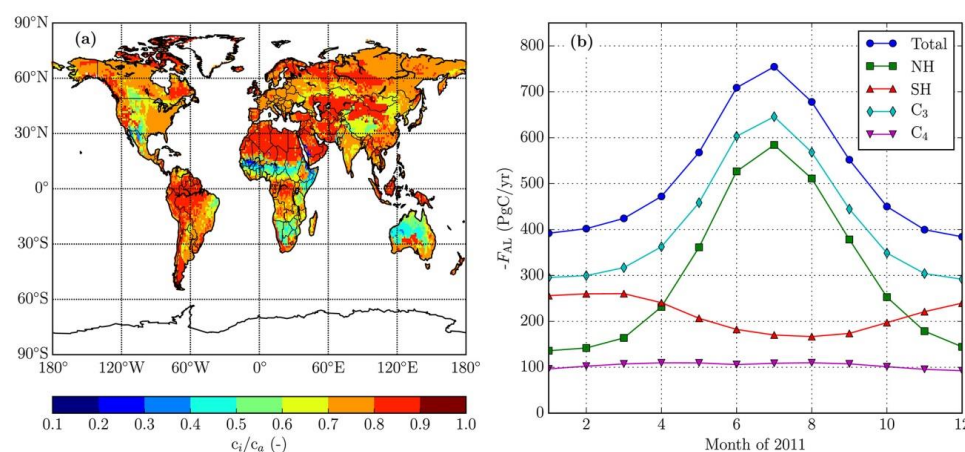 (a)
90°N
60°N
30°N
0°
30°S
60°S
90°S
180° 120°W 60°W 0° 60°E 120°E 180°
0.1 0.2 0.3 0.4 0.5 0.6 0.7 0.8 0.9 1.0
c_i/c_a (-)
(b)
Total
NH
SH
C₃
C₄
800
700
600
500
400
300
200
100
0
-F_AL (PgC/yr)
2 4 6 8 10 12
Month of 2011